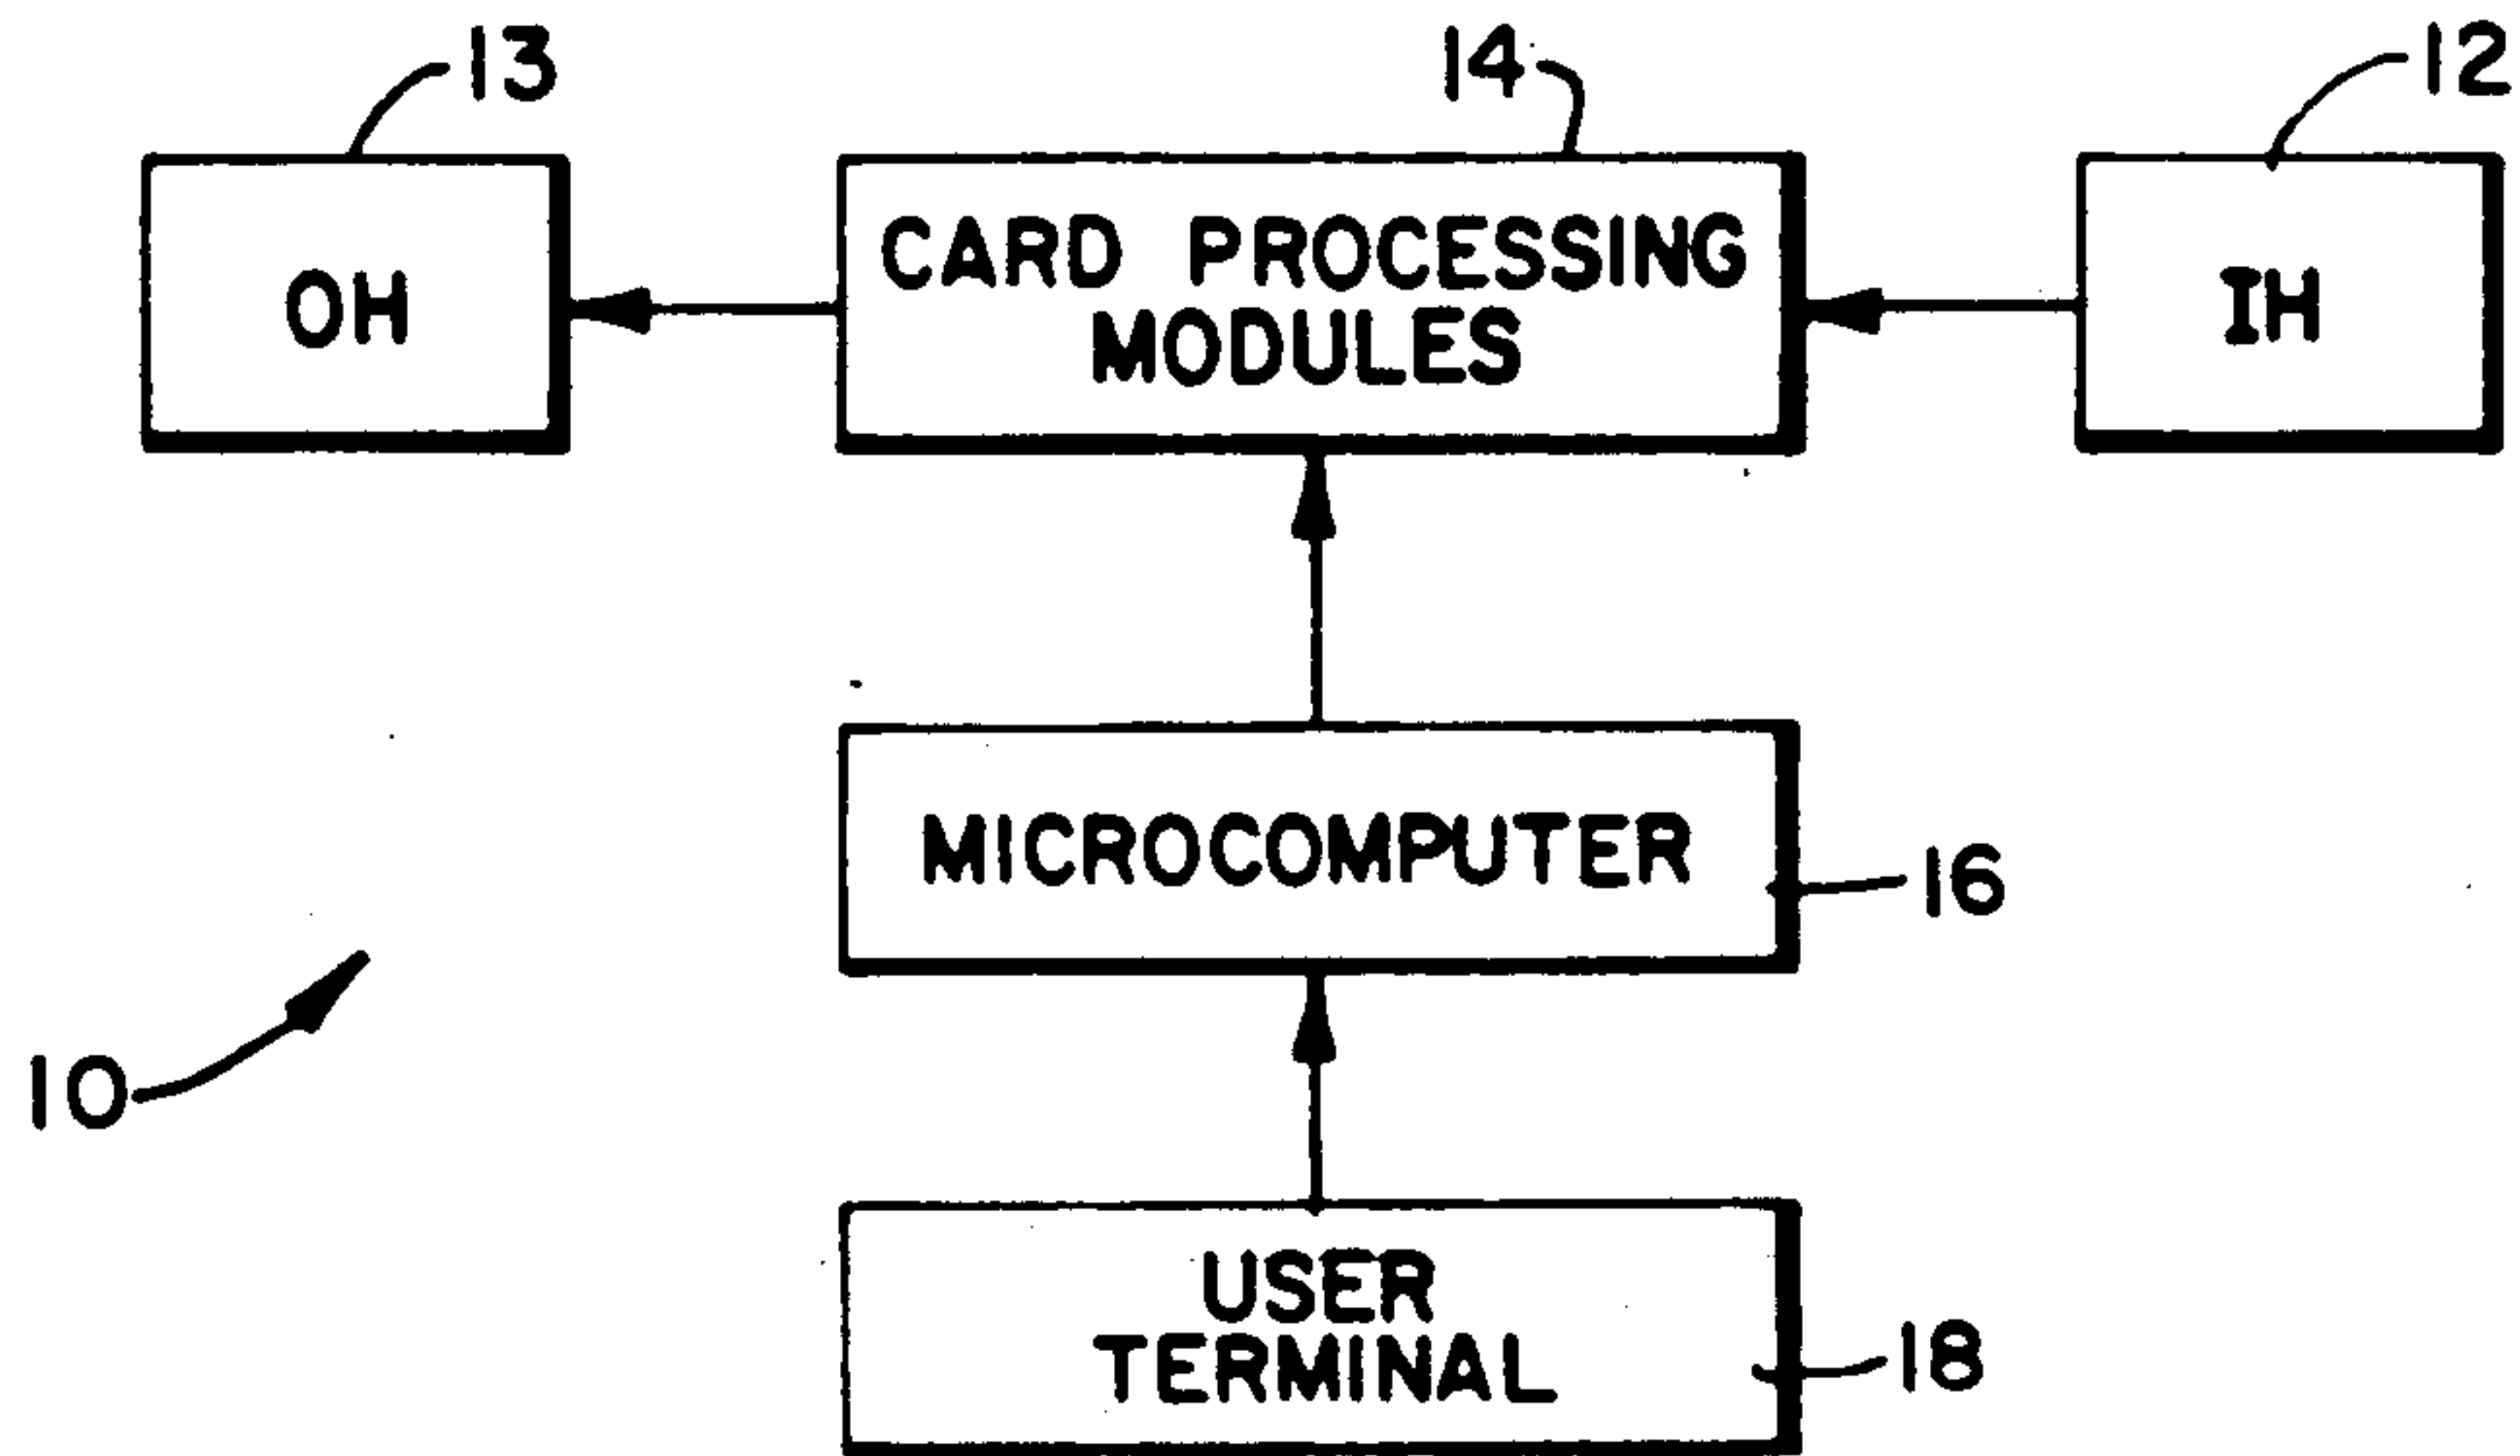 13
14
12
OH
CARD PROCESSING
MODULES
IH
MICROCOMPUTER
16
10
USER
TERMINAL
18